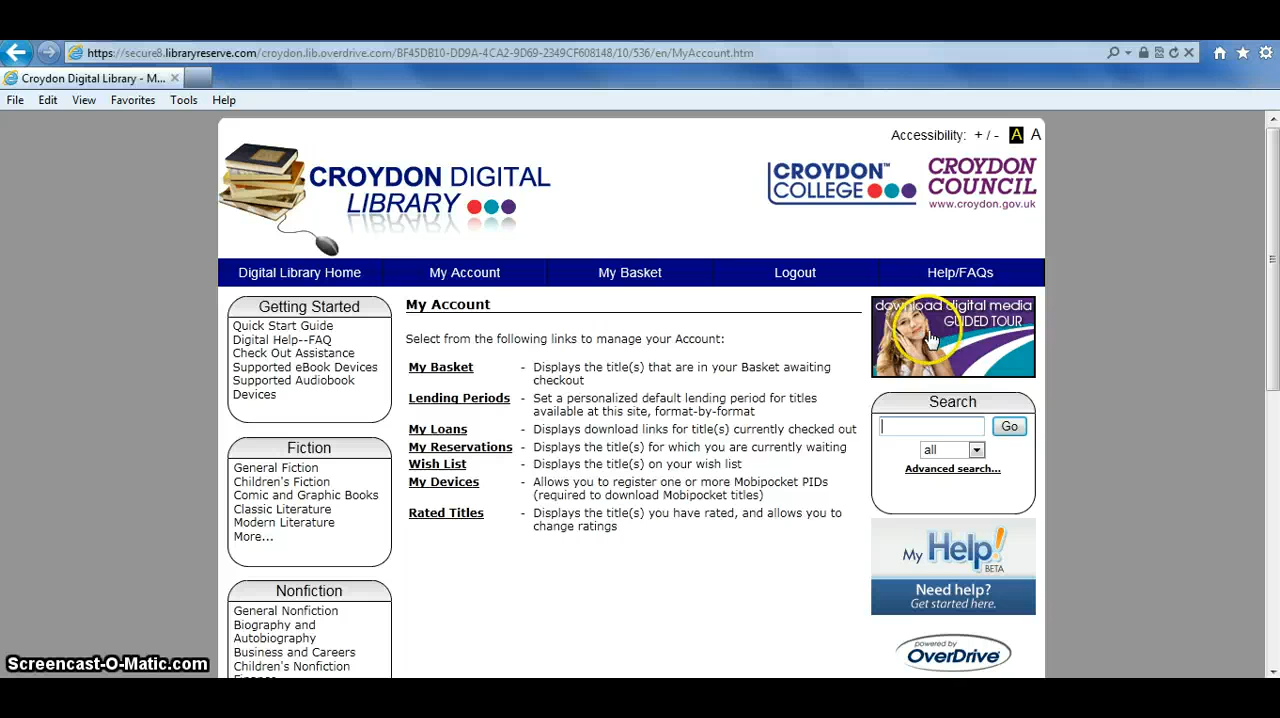 https://secure8.libraryreserve.com/croydon.lib.overdrive.com/BF45DB10-DD9A-4CA2-9D69-2349CF608148/10/536/en/MyAccount.htm
Croydon Digital Library - M...
File Edit View Favorites Tools Help
Accessibility: + / - A A
CROYDON DIGITAL
LIBRARY
CROYDON™
COLLEGE
CROYDON
COUNCIL
www.croydon.gov.uk
Digital Library Home My Account My Basket Logout Help/FAQs
Getting Started
Quick Start Guide
Digital Help--FAQ
Check Out Assistance
Supported eBook Devices
Supported Audiobook
Devices
Fiction
General Fiction
Children's Fiction
Comic and Graphic Books
Classic Literature
Modern Literature
More...
Nonfiction
General Nonfiction
Biography and
Autobiography
Business and Careers
Children's Nonfiction
My Account
Select from the following links to manage your Account:
My Basket - Displays the title(s) that are in your Basket awaiting
checkout
Lending Periods - Set a personalized default lending period for titles
available at this site, format-by-format
My Loans - Displays download links for title(s) currently checked out
My Reservations - Displays the title(s) for which you are currently waiting
Wish List - Displays the title(s) on your wish list
My Devices - Allows you to register one or more Mobipocket PIDs
(required to download Mobipocket titles)
Rated Titles - Displays the title(s) you have rated, and allows you to
change ratings
download digital media
GUIDED TOUR
Search
Go
all
Advanced search...
My Help!
BETA
Need help?
Get started here.
powered by
OverDrive
Screencast-O-Matic.com